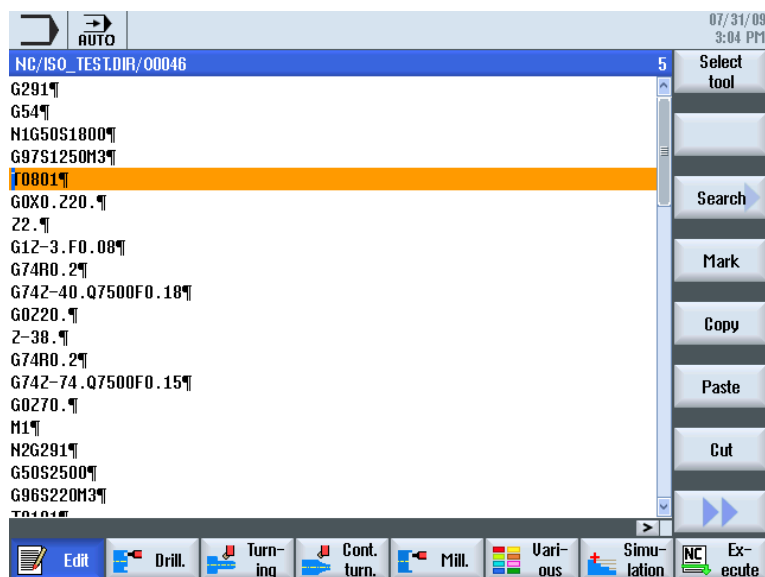 AUTO
07/31/09
3:04 PM
NC/ISO_TEST.DIR/00046 5
G291¶
G54¶
N1G50S1800¶
G97S1250M3¶
T0801¶
G0X0.Z20.¶
Z2.¶
G1Z-3.F0.08¶
G74R0.2¶
G74Z-40.Q7500F0.18¶
G0Z20.¶
Z-38.¶
G74R0.2¶
G74Z-74.Q7500F0.15¶
G0Z70.¶
M1¶
N2G291¶
G50S2500¶
G96S220M3¶
Select
tool
Search
Mark
Copy
Paste
Cut
Edit
Drill.
Turn-
ing
Cont.
turn.
Mill.
Vari-
ous
Simu-
lation
NC Ex-
ecute